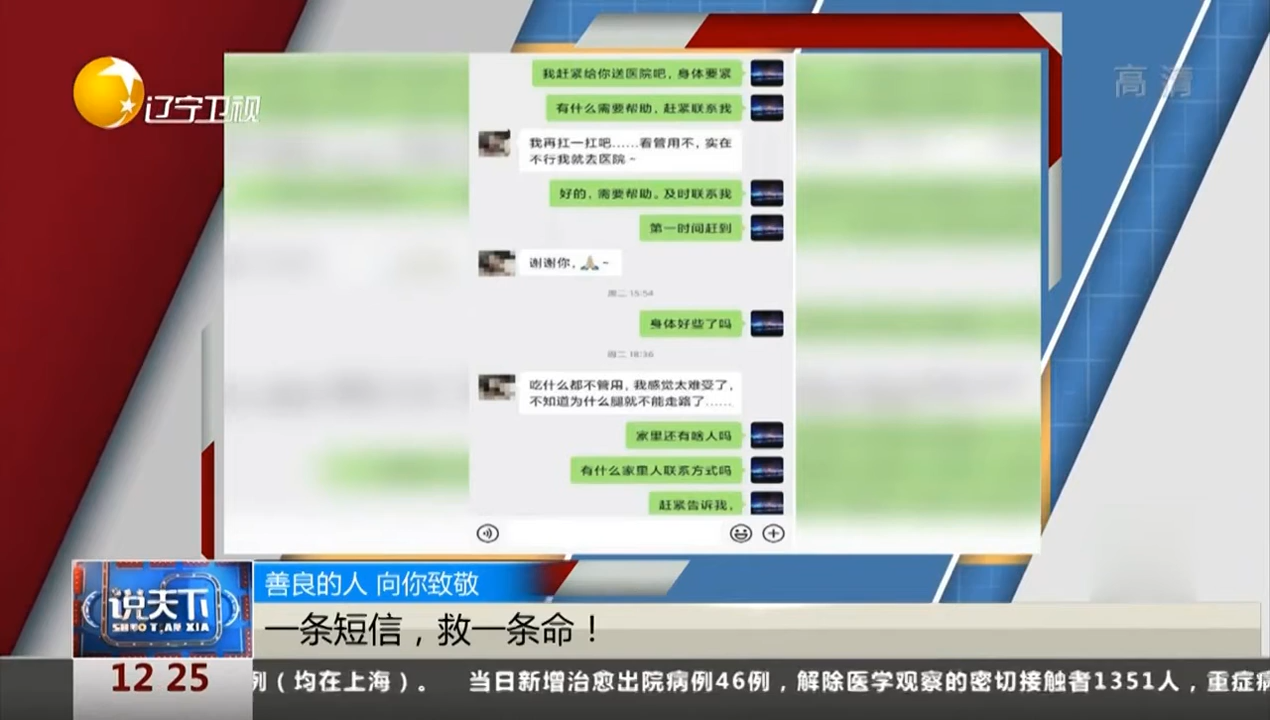 辽宁卫视
高清
我赶紧给你送医院吧，身体要紧
有什么需要帮助，赶紧联系我
我再扛一扛吧……看管用不，实在
不行我就去医院~
好的，需要帮助。及时联系我
第一时间赶到
谢谢你，🙏~
周二 15:54
身体好些了吗
周二 18:36
吃什么都不管用，我感觉太难受了，
不知道为什么腿就不能走路了……
家里还有啥人吗
有什么家里人联系方式吗
赶紧告诉我，
善良的人 向你致敬
说天下
SHUO TIAN XIA
一条短信，救一条命！
12 25
例（均在上海）。 当日新增治愈出院病例46例，解除医学观察的密切接触者1351人，重症病